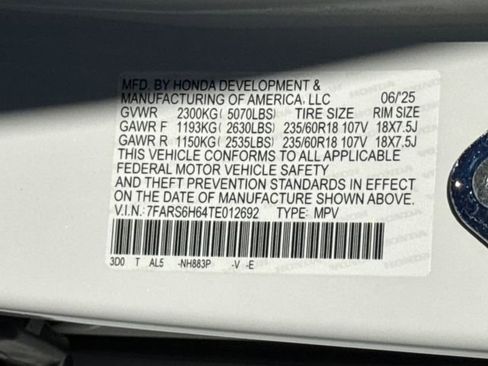 MFD. BY HONDA DEVELOPMENT &
MANUFACTURING OF AMERICA, LLC 06/25
GVWR 2300KG (5070LBS) TIRE SIZE RIM SIZE
GAWR F 1193KG (2630LBS) 235/60R18 107V 18X7.5J
GAWR R 1150KG (2535LBS) 235/60R18 107V 18X7.5J
THIS VEHICLE CONFORMS TO ALL APPLICABLE
FEDERAL MOTOR VEHICLE SAFETY
AND THEFT PREVENTION STANDARDS IN EFFECT
ON THE DATE OF MANUFACTURE SHOWN ABOVE.
V.I.N.: 7FARS6H64TE012692 TYPE: MPV
3D0 T AL5 -NH883P -V -E